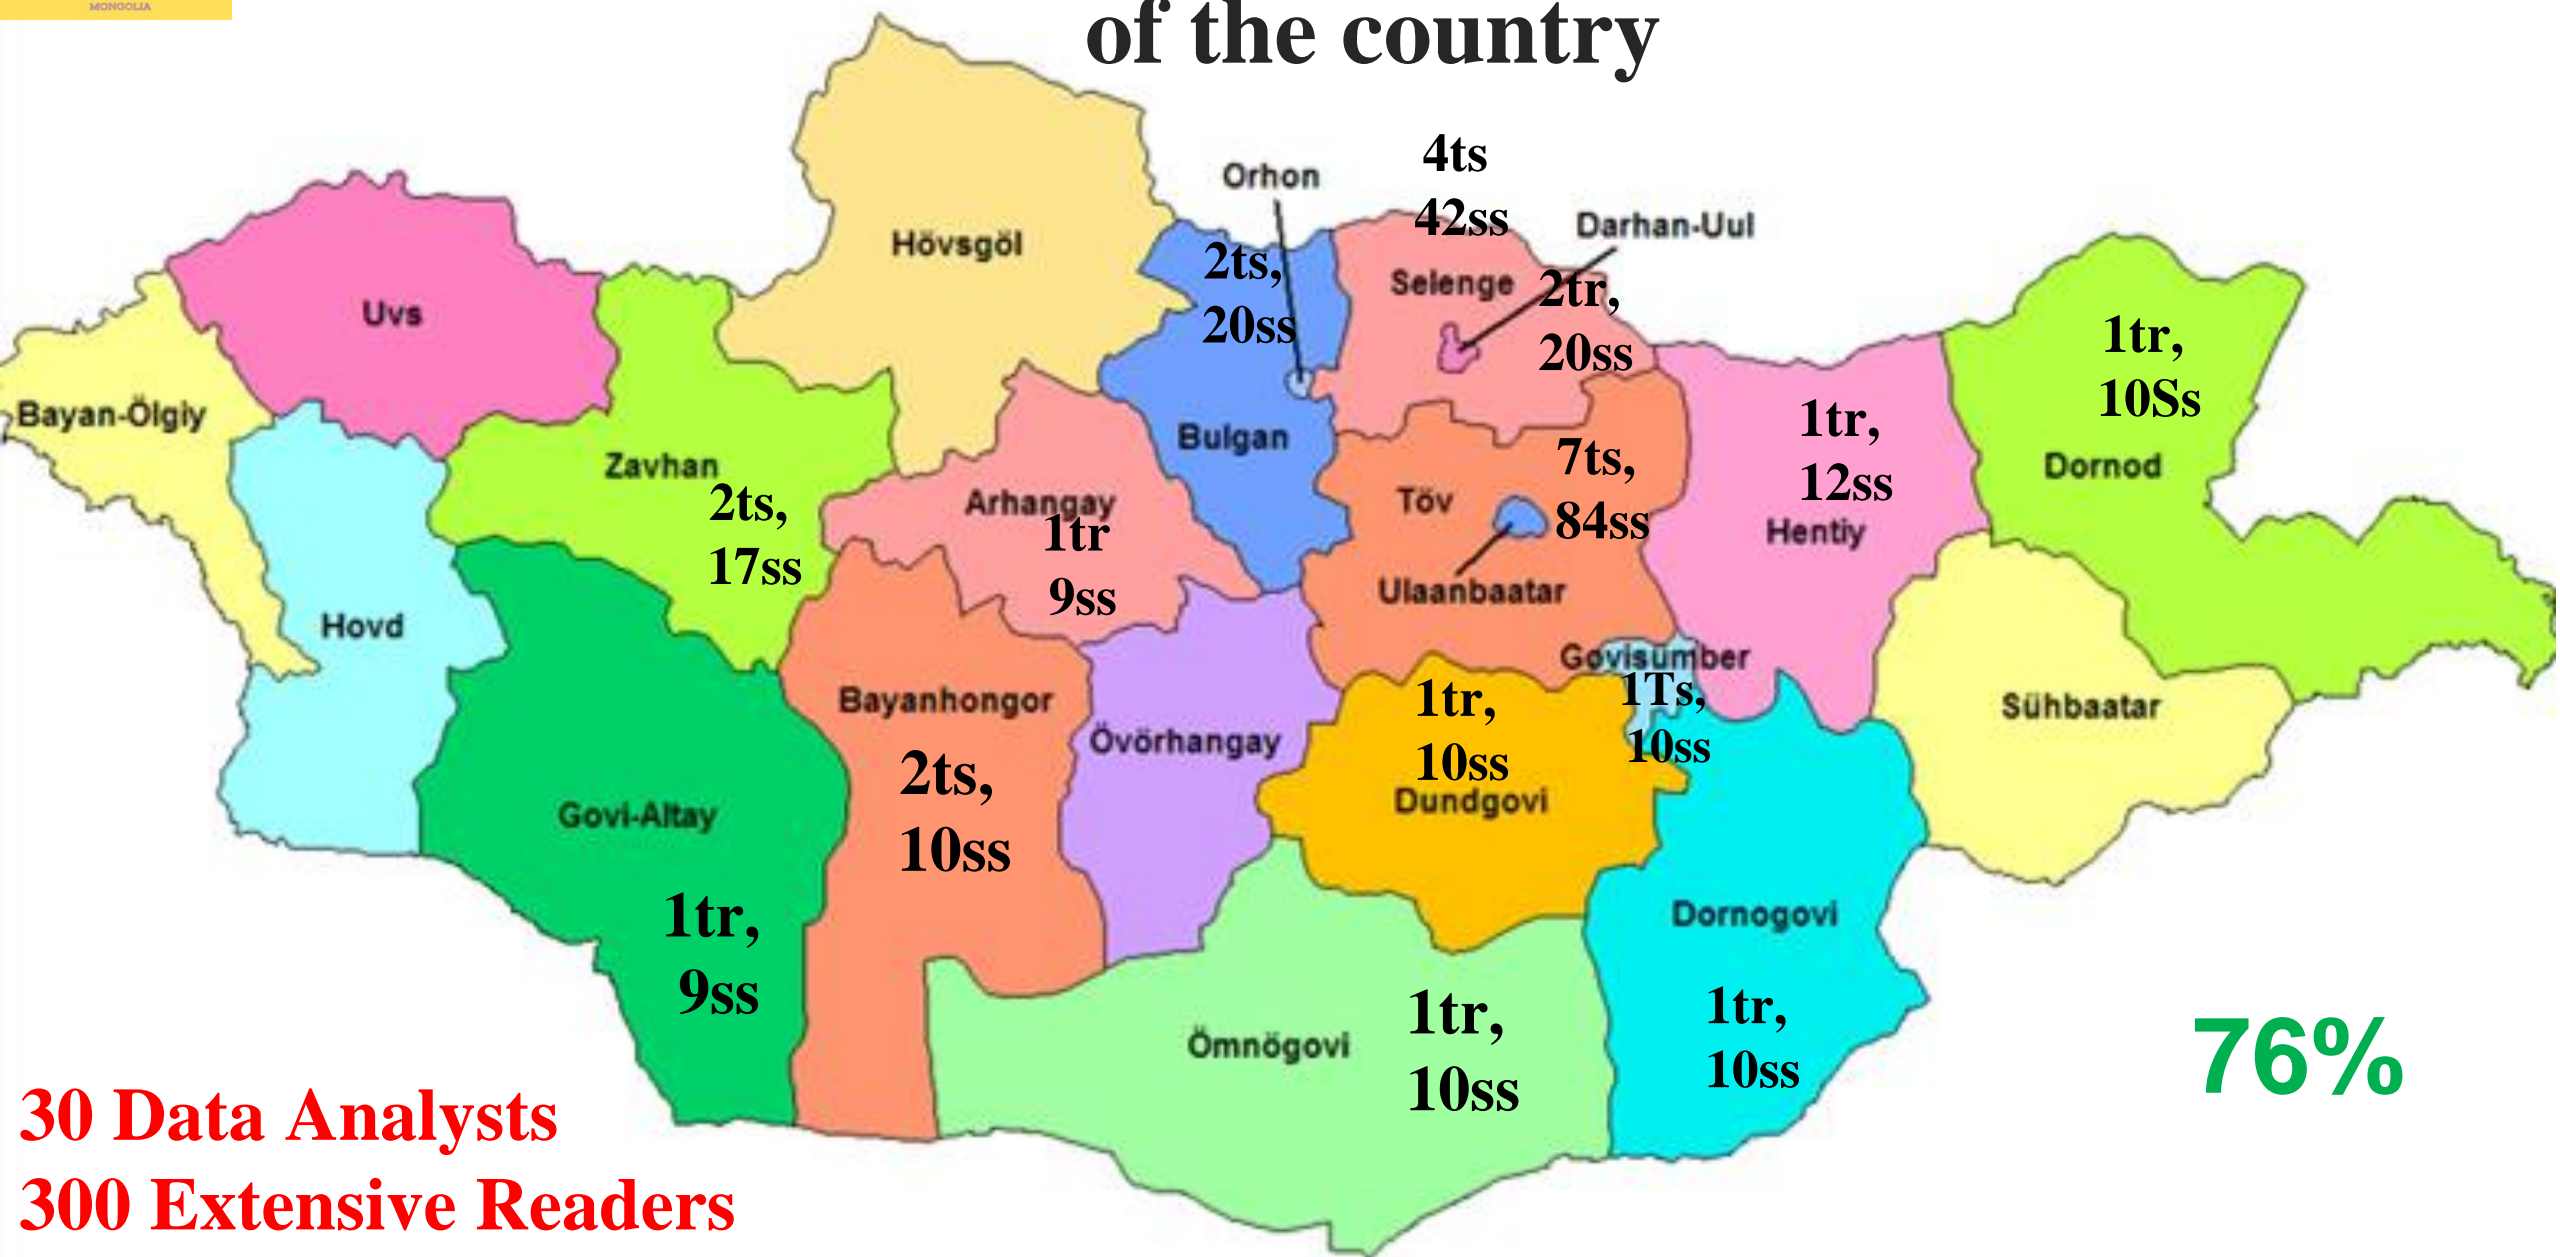 MONGOLIA
of the country
4ts
42ss
Orhon
Darhan-Uul
Hövsgöl
2ts,
20ss
Selenge
2tr,
20ss
Uvs
1tr,
10Ss
Bayan-Ölgiy
Zavhan
2ts,
17ss
Arhangay
1tr
9ss
Bulgan
Töv
7ts,
84ss
1tr,
12ss
Hentiy
Dornod
Ulaanbaatar
Hovd
Govisumber
1Ts,
10ss
Bayanhongor
2ts,
10ss
Övörhangay
1tr,
10ss
Dundgovi
Sühbaatar
Govi-Altay
1tr,
9ss
Dornogovi
1tr,
10ss
Ömnögovi
1tr,
10ss
76%
30 Data Analysts
300 Extensive Readers